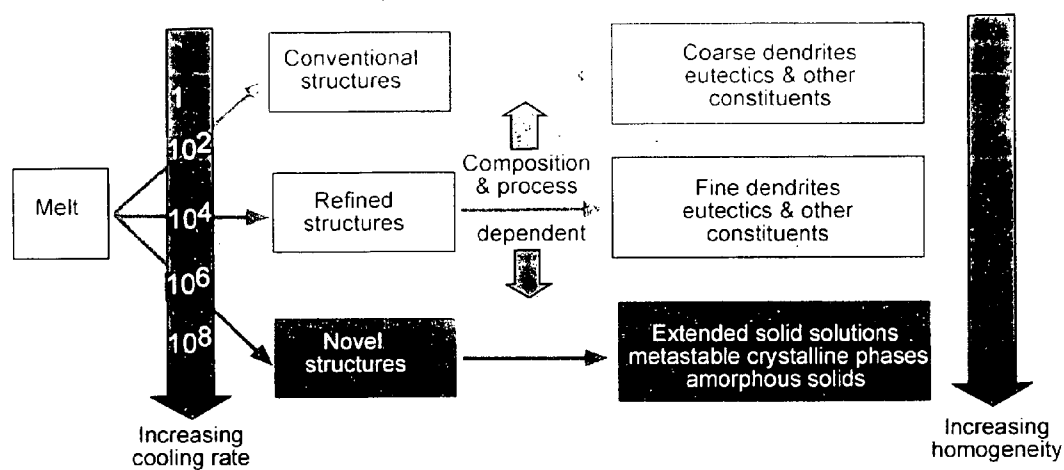 Melt
1
10²
10⁴
10⁶
10⁸
Increasing
cooling rate
Conventional
structures
Refined
structures
Novel
structures
Composition
& process
dependent
Coarse dendrites
eutectics & other
constituents
Fine dendrites
eutectics & other
constituents
Extended solid solutions
metastable crystalline phases
amorphous solids
Increasing
homogeneity